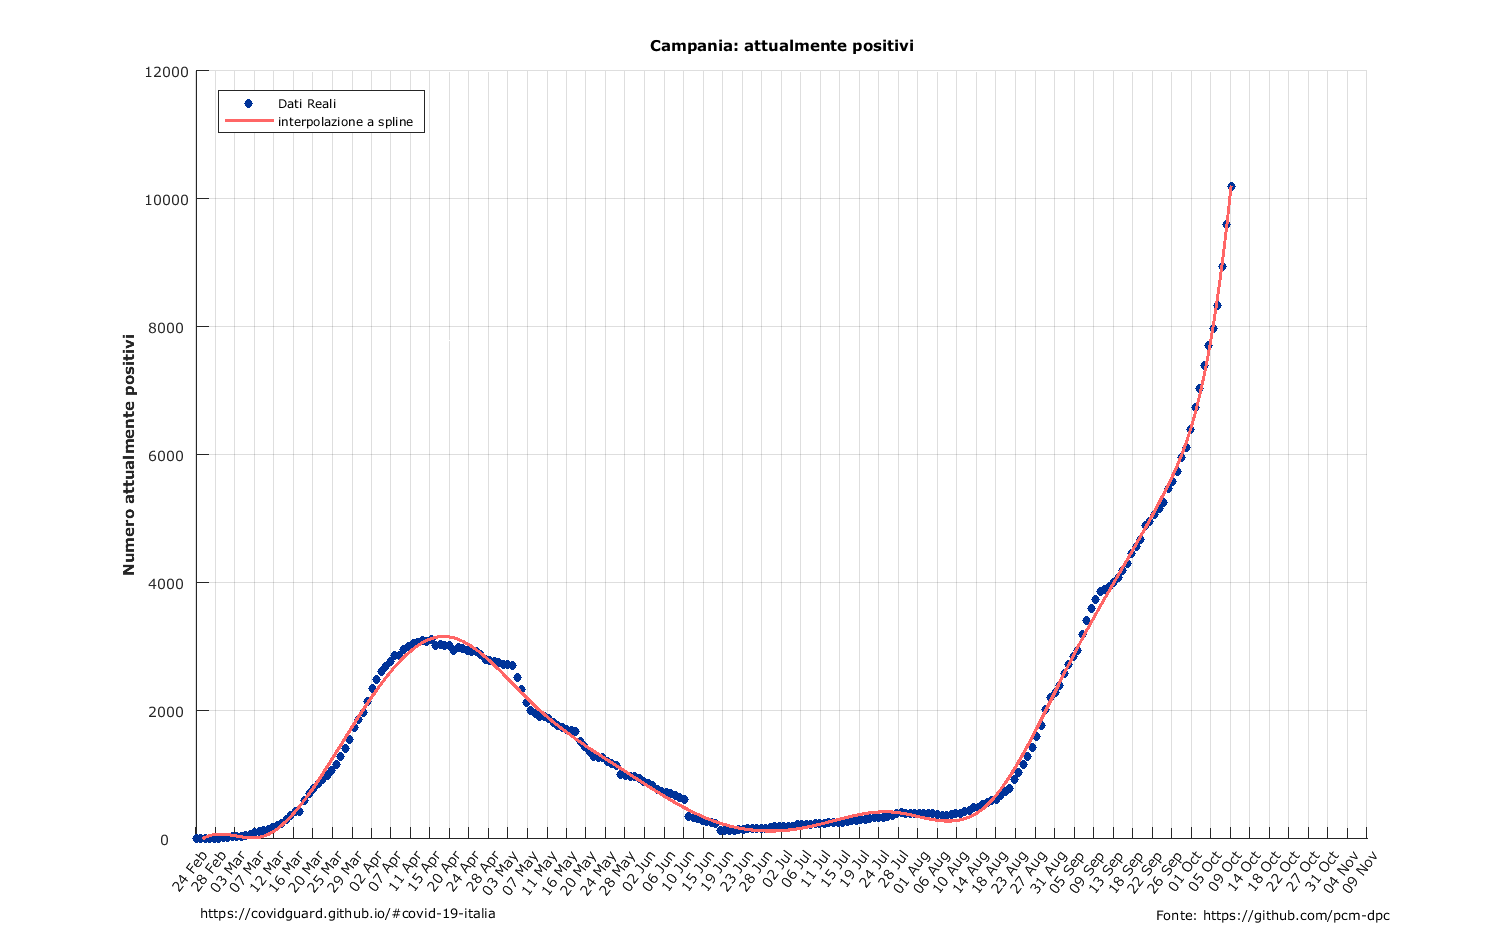 Campania: attualmente positivi
12000
10000
8000
6000
4000
2000
0
Numero attualmente positivi
Dati Reali
interpolazione a spline
24 Feb
28 Feb
03 Mar
07 Mar
12 Mar
16 Mar
20 Mar
25 Mar
29 Mar
02 Apr
07 Apr
11 Apr
15 Apr
20 Apr
24 Apr
28 Apr
03 May
07 May
11 May
16 May
20 May
24 May
28 May
02 Jun
06 Jun
10 Jun
15 Jun
19 Jun
23 Jun
28 Jun
02 Jul
06 Jul
11 Jul
15 Jul
19 Jul
24 Jul
28 Jul
01 Aug
06 Aug
10 Aug
14 Aug
18 Aug
23 Aug
27 Aug
31 Aug
05 Sep
09 Sep
13 Sep
18 Sep
22 Sep
26 Sep
01 Oct
05 Oct
09 Oct
14 Oct
18 Oct
22 Oct
27 Oct
31 Oct
04 Nov
09 Nov
https://covidguard.github.io/#covid-19-italia
Fonte: https://github.com/pcm-dpc